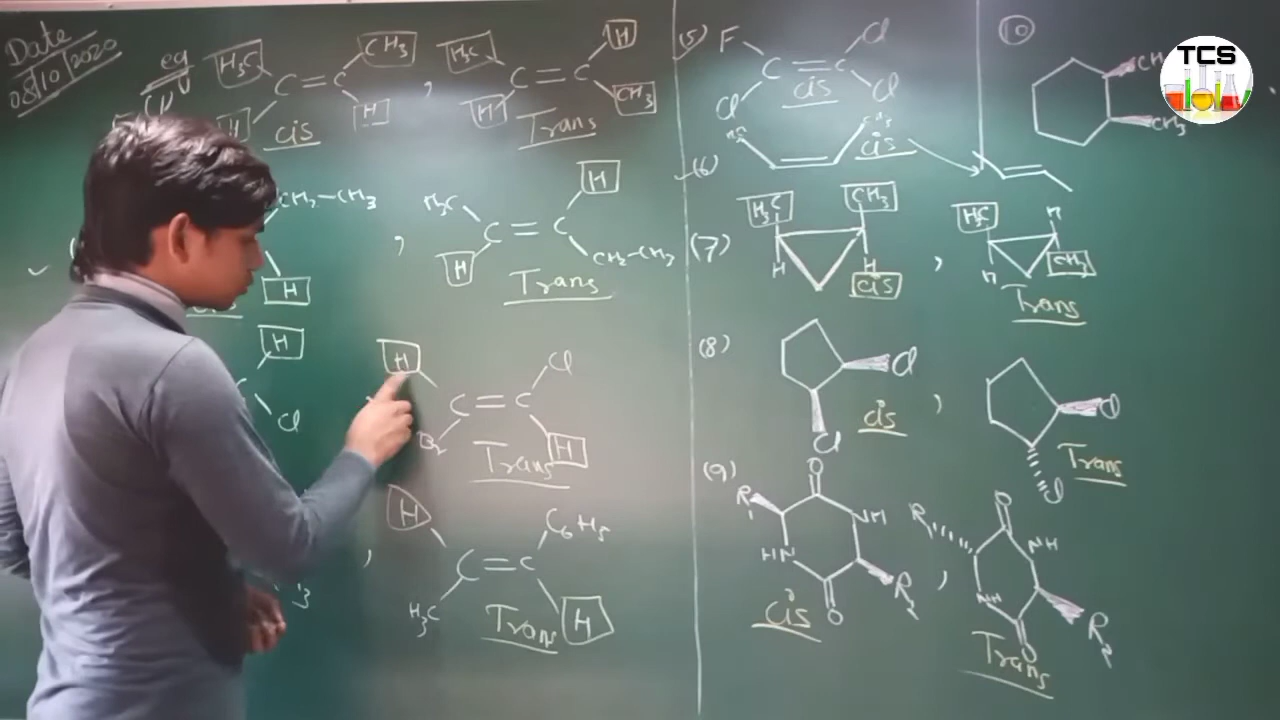 Date
08/10/2020
eg
H₃C CH₃
C=C
H H
cis
,
H₃C H
C=C
H CH₃
Trans
CH₂-CH₃
H
,
H₃C H
C=C
H CH₂-CH₃
Trans
H
Cl
H Cl
C=C
Br H
Trans
,
H C₆H₅
C=C
H₃C H
Trans
(5) F Cl
C=C
Cl Cl
cis
(6) cis
(7) H₃C CH₃
H H
cis
,
H₃C H
H CH₃
Trans
(8) Cl
Cl
cis
,
Cl
Cl
Trans
(9) O
R₁ NH
HN R₂
O
cis
,
O
R₁ NH
NH R₂
O
Trans
10
CH₃
TCS